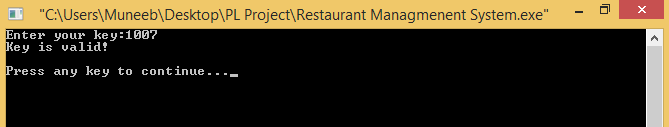 "C:\Users\Muneeb\Desktop\PL Project\Restaurant Managmenent System.exe"
Enter your key:1007
Key is valid!
Press any key to continue..._